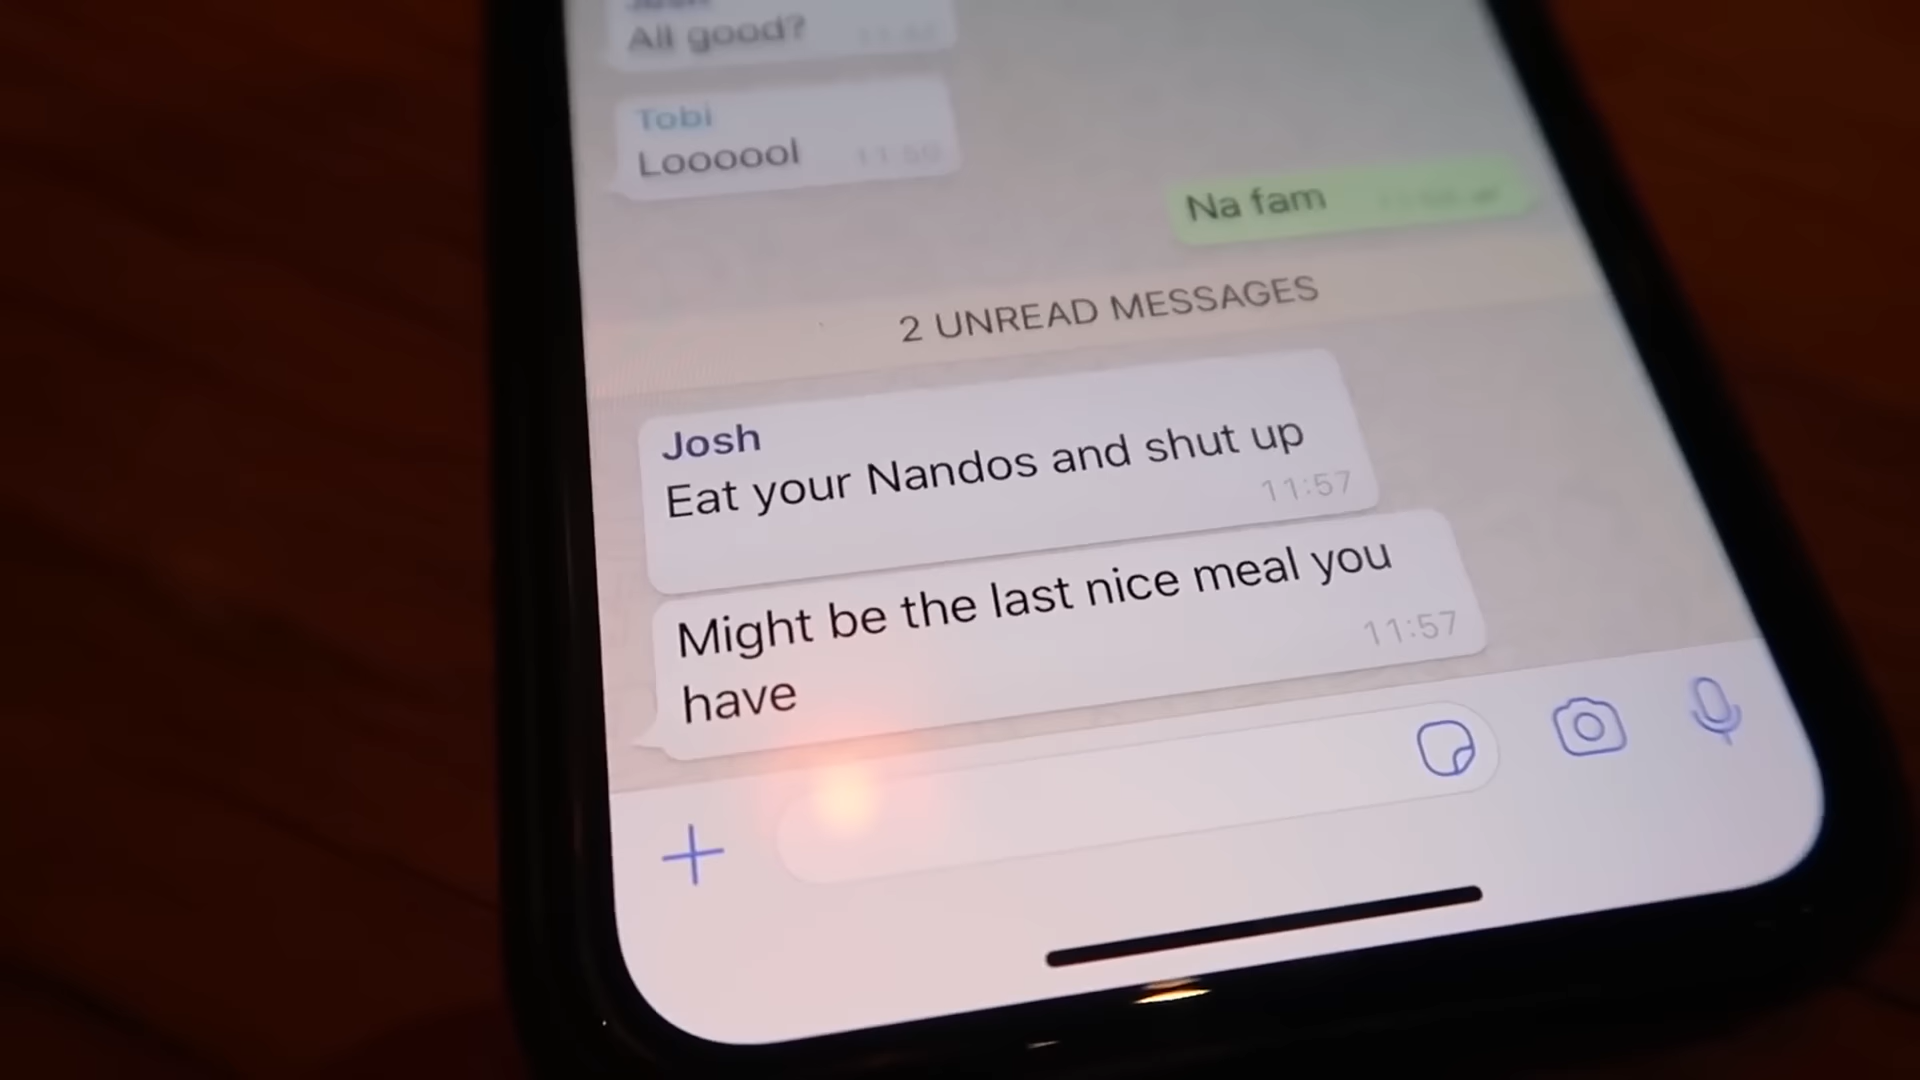 All good?
Tobi
Loooool
Na fam
2 UNREAD MESSAGES
Josh
Eat your Nandos and shut up
11:57
Might be the last nice meal you
have
11:57